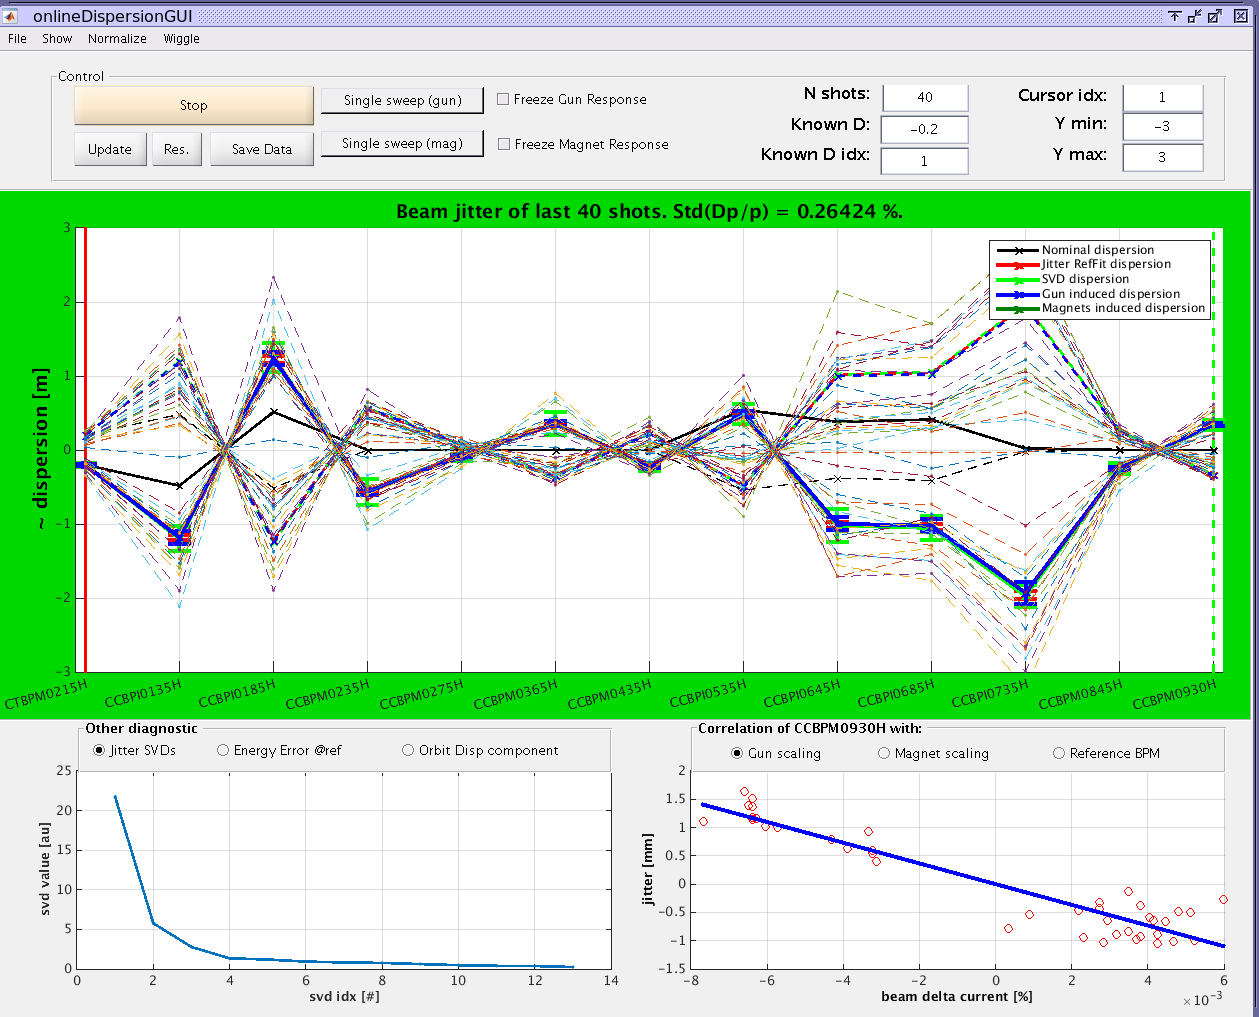 onlineDispersionGUI
File Show Normalize Wiggle
Control
Stop
Single sweep (gun)
Freeze Gun Response
N shots: 40
Cursor idx: 1
Known D: -0.2
Y min: -3
Update Res. Save Data
Single sweep (mag)
Freeze Magnet Response
Known D idx: 1
Y max: 3
Beam jitter of last 40 shots. Std(Dp/p) = 0.26424 %.
~ dispersion [m]
3
2
1
0
-1
-2
-3
Nominal dispersion
Jitter RefFit dispersion
SVD dispersion
Gun induced dispersion
Magnets induced dispersion
CTBPM0215H CCBPI0135H CCBPI0185H CCBPM0235H CCBPM0275H CCBPM0365H CCBPM0435H CCBPI0535H CCBPI0645H CCBPI0685H CCBPI0735H CCBPM0845H CCBPM0930H
Other diagnostic
Jitter SVDs Energy Error @ref Orbit Disp component
svd value [au]
25
20
15
10
5
0
0 2 4 6 8 10 12 14
svd idx [#]
Correlation of CCBPM0930H with:
Gun scaling Magnet scaling Reference BPM
jitter [mm]
2
1.5
1
0.5
0
-0.5
-1
-1.5
-8 -6 -4 -2 0 2 4 6
beam delta current [%]
×10-3